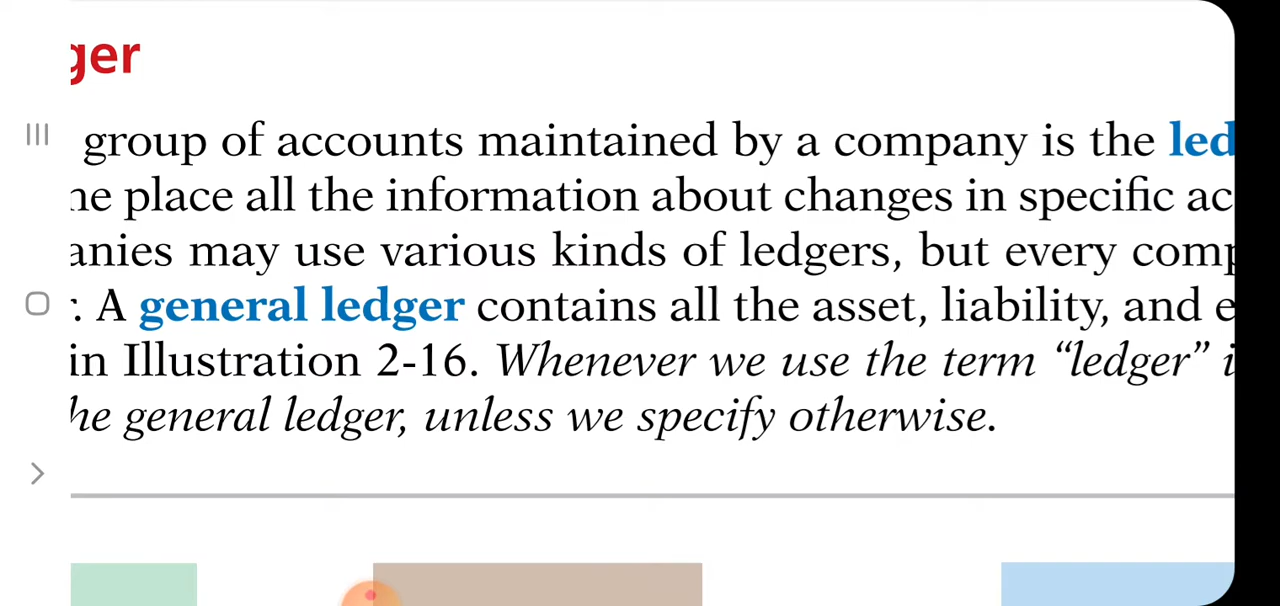 ger
group of accounts maintained by a company is the led
he place all the information about changes in specific ac
anies may use various kinds of ledgers, but every comp
: A general ledger contains all the asset, liability, and e
in Illustration 2-16. Whenever we use the term “ledger” i
he general ledger, unless we specify otherwise.